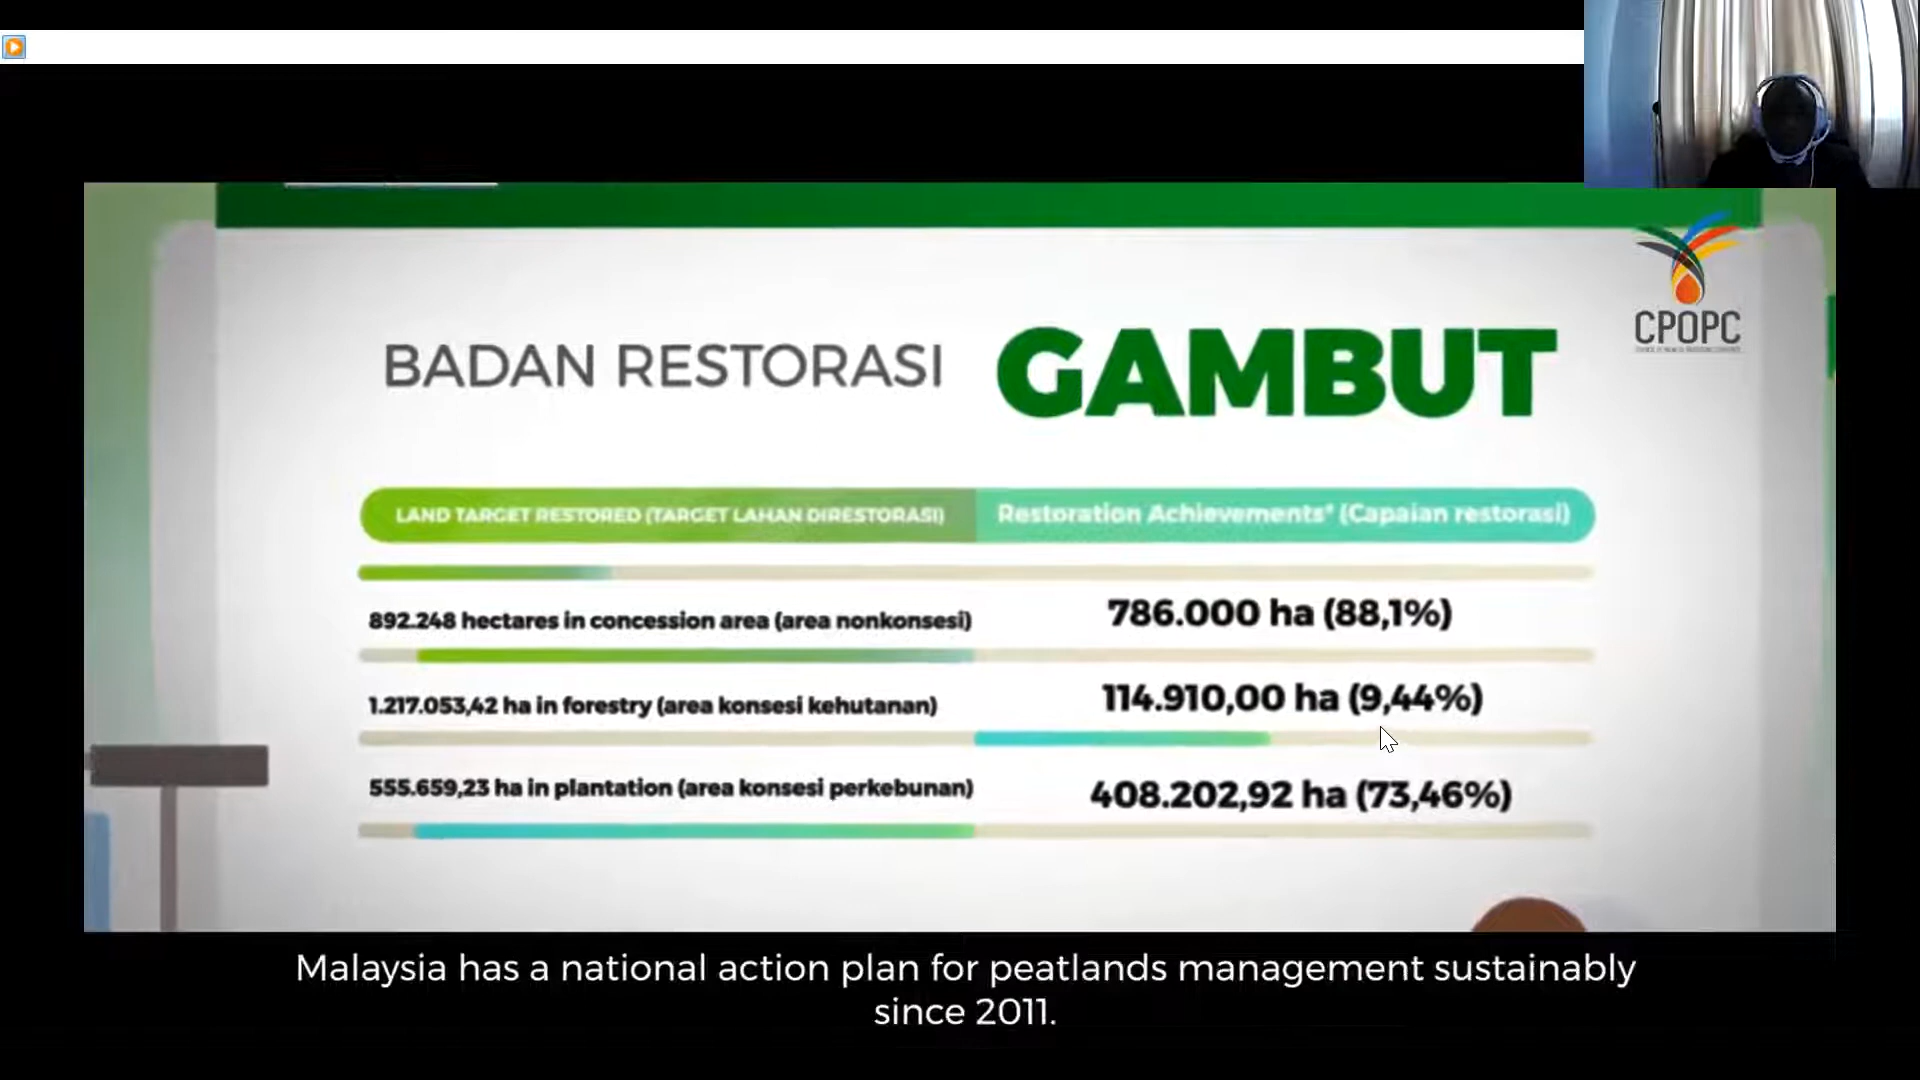 CPOPC
BADAN RESTORASI GAMBUT
LAND TARGET RESTORED (TARGET LAHAN DIRESTORASI) Restoration Achievements* (Capaian restorasi)
892.248 hectares in concession area (area nonkonsesi) 786.000 ha (88,1%)
1.217.053,42 ha in forestry (area konsesi kehutanan) 114.910,00 ha (9,44%)
555.659,23 ha in plantation (area konsesi perkebunan) 408.202,92 ha (73,46%)
Malaysia has a national action plan for peatlands management sustainably
since 2011.